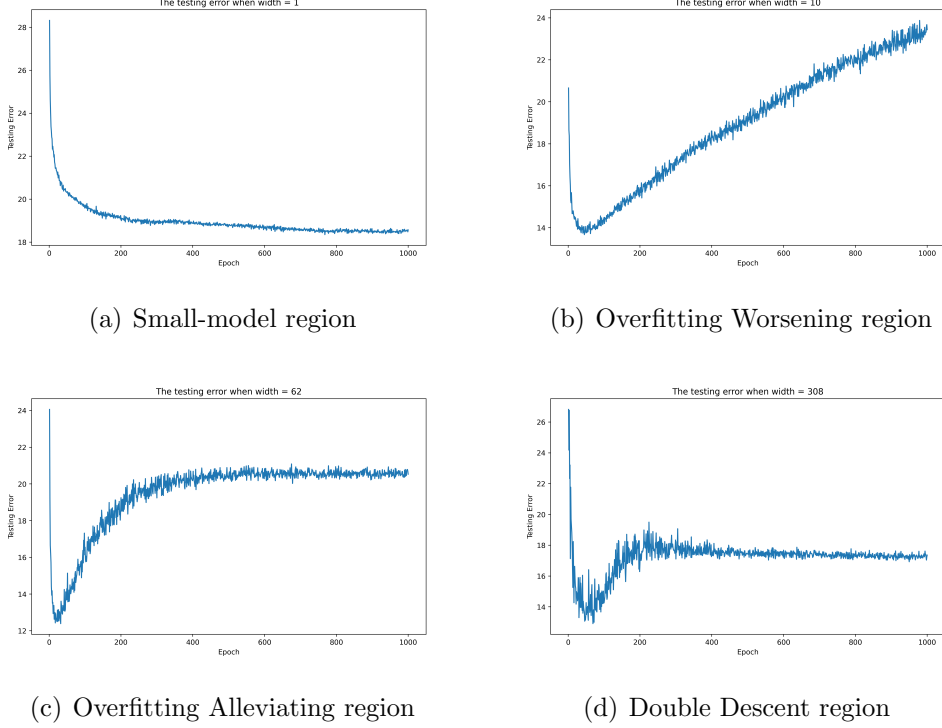 The testing error when width = 1
28
26
24
22
20
18
Testing Error
0 200 400 600 800 1000
Epoch
(a) Small-model region
The testing error when width = 10
24
22
20
18
16
14
Testing Error
0 200 400 600 800 1000
Epoch
(b) Overfitting Worsening region
The testing error when width = 62
24
22
20
18
16
14
12
Testing Error
0 200 400 600 800 1000
Epoch
(c) Overfitting Alleviating region
The testing error when width = 308
26
24
22
20
18
16
14
Testing Error
0 200 400 600 800 1000
Epoch
(d) Double Descent region